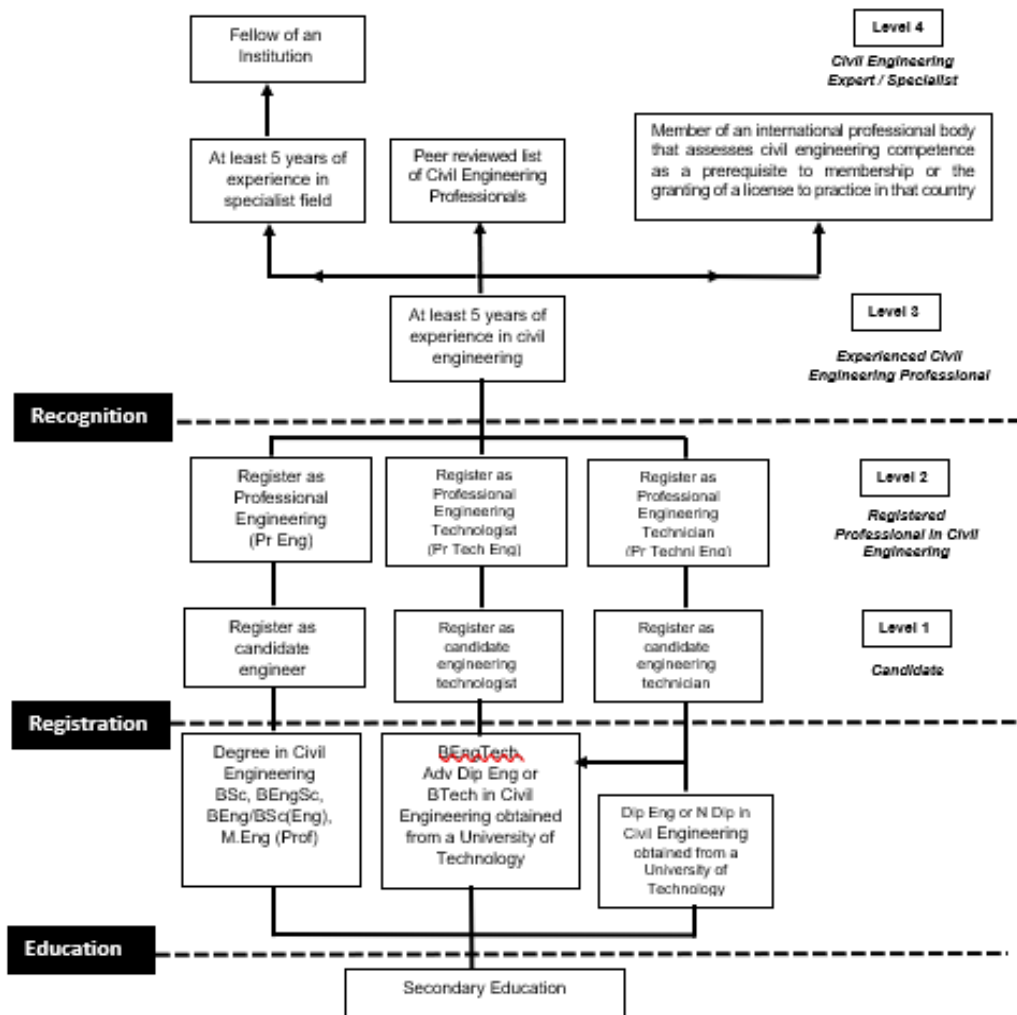 Fellow of an
Institution
Level 4
Civil Engineering
Expert / Specialist
At least 5 years of
experience in
specialist field
Peer reviewed list
of Civil Engineering
Professionals
Member of an international professional body
that assesses civil engineering competence
as a prerequisite to membership or the
granting of a license to practice in that country
At least 5 years of
experience in civil
engineering
Level 3
Experienced Civil
Engineering Professional
Recognition
Register as
Professional
Engineering
(Pr Eng)
Register as
Professional
Engineering
Technologist
(Pr Tech Eng)
Register as
Professional
Engineering
Technician
(Pr Techni Eng)
Level 2
Registered
Professional in Civil
Engineering
Register as
candidate
engineer
Register as
candidate
engineering
technologist
Register as
candidate
engineering
technician
Level 1
Candidate
Registration
Degree in Civil
Engineering
BSc, BEngSc,
BEng/BSc(Eng),
M.Eng (Prof)
BEngTech
Adv Dip Eng or
BTech in Civil
Engineering obtained
from a University of
Technology
Dip Eng or N Dip in
Civil Engineering
obtained from a
University of
Technology
Education
Secondary Education